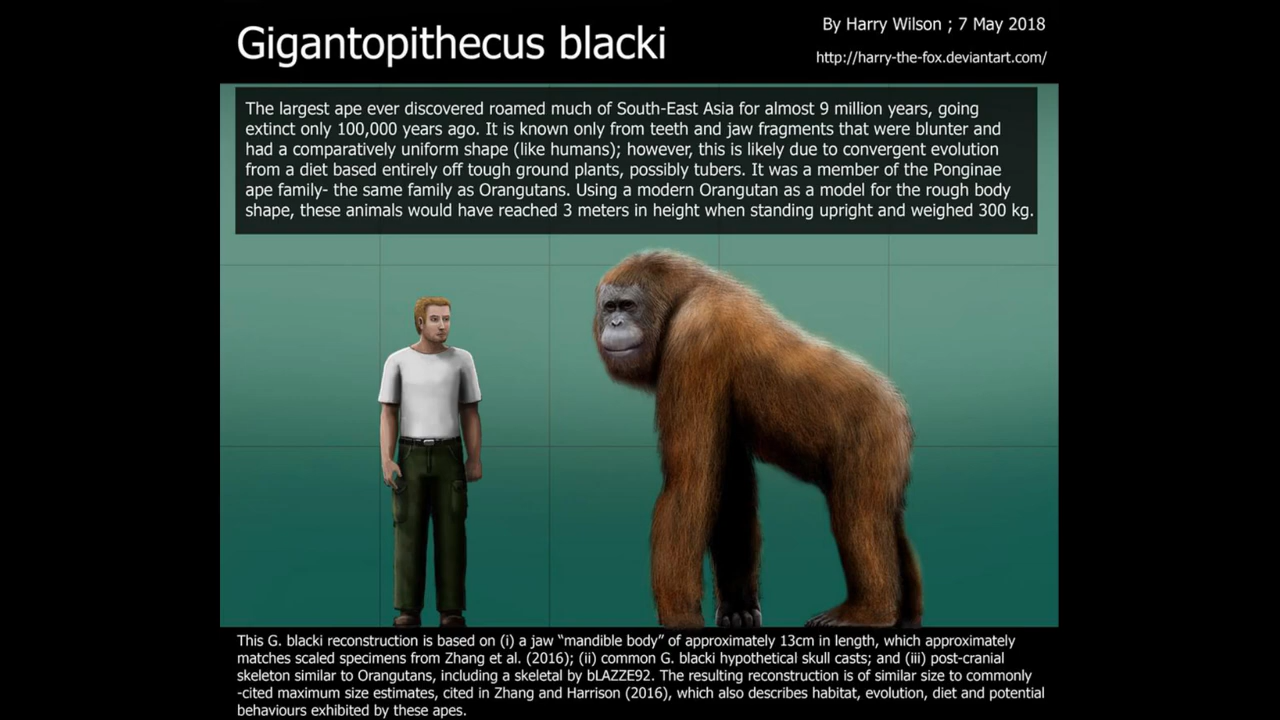 Gigantopithecus blacki
By Harry Wilson ; 7 May 2018
http://harry-the-fox.deviantart.com/
The largest ape ever discovered roamed much of South-East Asia for almost 9 million years, going
extinct only 100,000 years ago. It is known only from teeth and jaw fragments that were blunter and
had a comparatively uniform shape (like humans); however, this is likely due to convergent evolution
from a diet based entirely off tough ground plants, possibly tubers. It was a member of the Ponginae
ape family- the same family as Orangutans. Using a modern Orangutan as a model for the rough body
shape, these animals would have reached 3 meters in height when standing upright and weighed 300 kg.
This G. blacki reconstruction is based on (i) a jaw “mandible body” of approximately 13cm in length, which approximately
matches scaled specimens from Zhang et al. (2016); (ii) common G. blacki hypothetical skull casts; and (iii) post-cranial
skeleton similar to Orangutans, including a skeletal by bLAZZE92. The resulting reconstruction is of similar size to commonly
-cited maximum size estimates, cited in Zhang and Harrison (2016), which also describes habitat, evolution, diet and potential
behaviours exhibited by these apes.